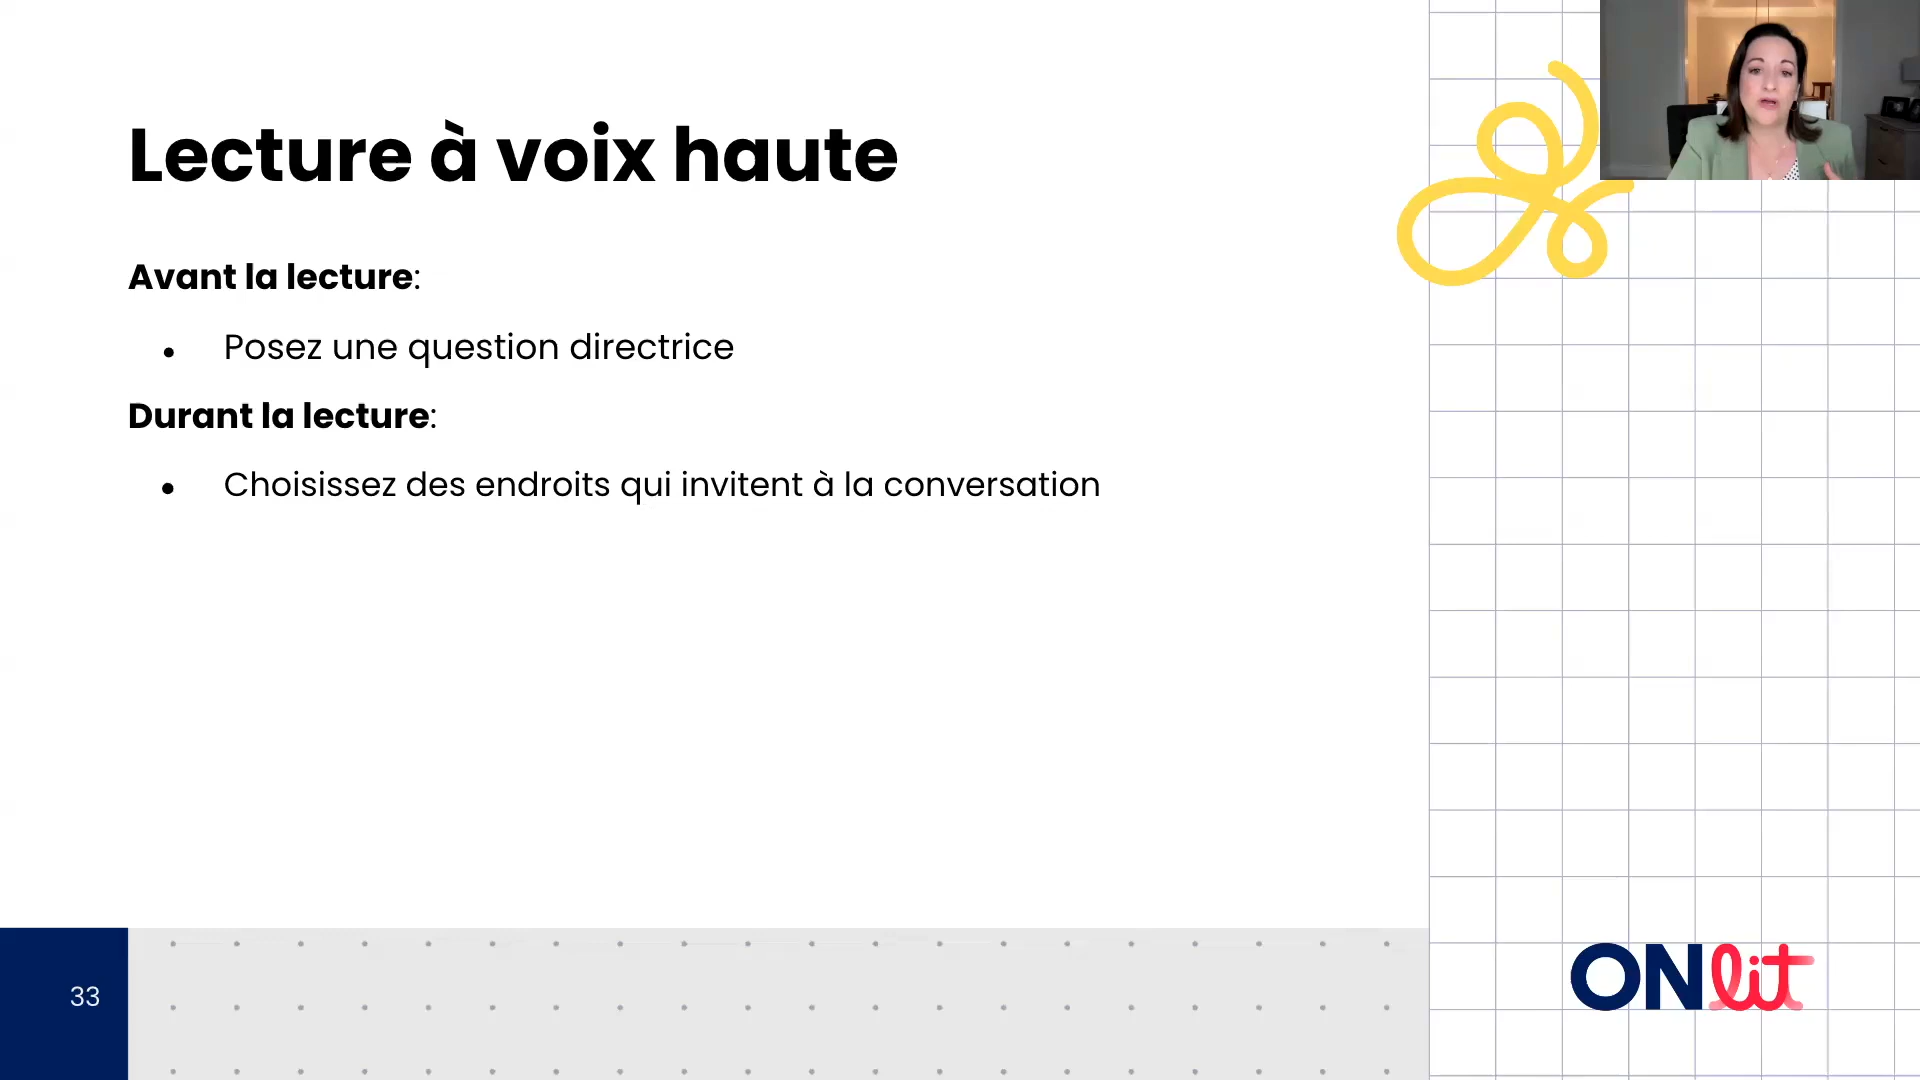 Lecture à voix haute
Avant la lecture:
● Posez une question directrice
Durant la lecture:
● Choisissez des endroits qui invitent à la conversation
33
ONlit